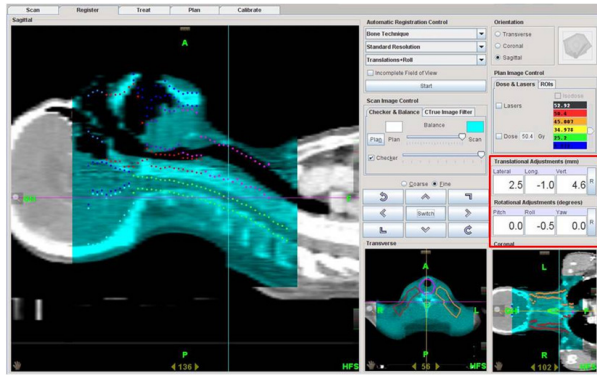 Scan Register Treat Plan Calibrate
Sagittal
A
P
136
HFS
Automatic Registration Control
Bone Technique
Standard Resolution
Translations+Roll
Incomplete Field of View
Start
Scan Image Control
Checker & Balance CTrue Image Filter
Balance
Flag Plan Scan
Checker
Coarse Fine
Switch
Transverse
A
R L
P
56
HFS
Orientation
Transverse
Coronal
Sagittal
Plan Image Control
Dose & Lasers ROIs
Isodose
Lasers
Dose 50.4 Gy
53.92
50.4
45.007
34.978
25.2
Translational Adjustments (mm)
Lateral Long. Vert
2.5 -1.0 4.6 R
Rotational Adjustments (degrees)
Pitch Roll Yaw
0.0 -0.5 0.0 R
Coronal
L
R
102
HFS